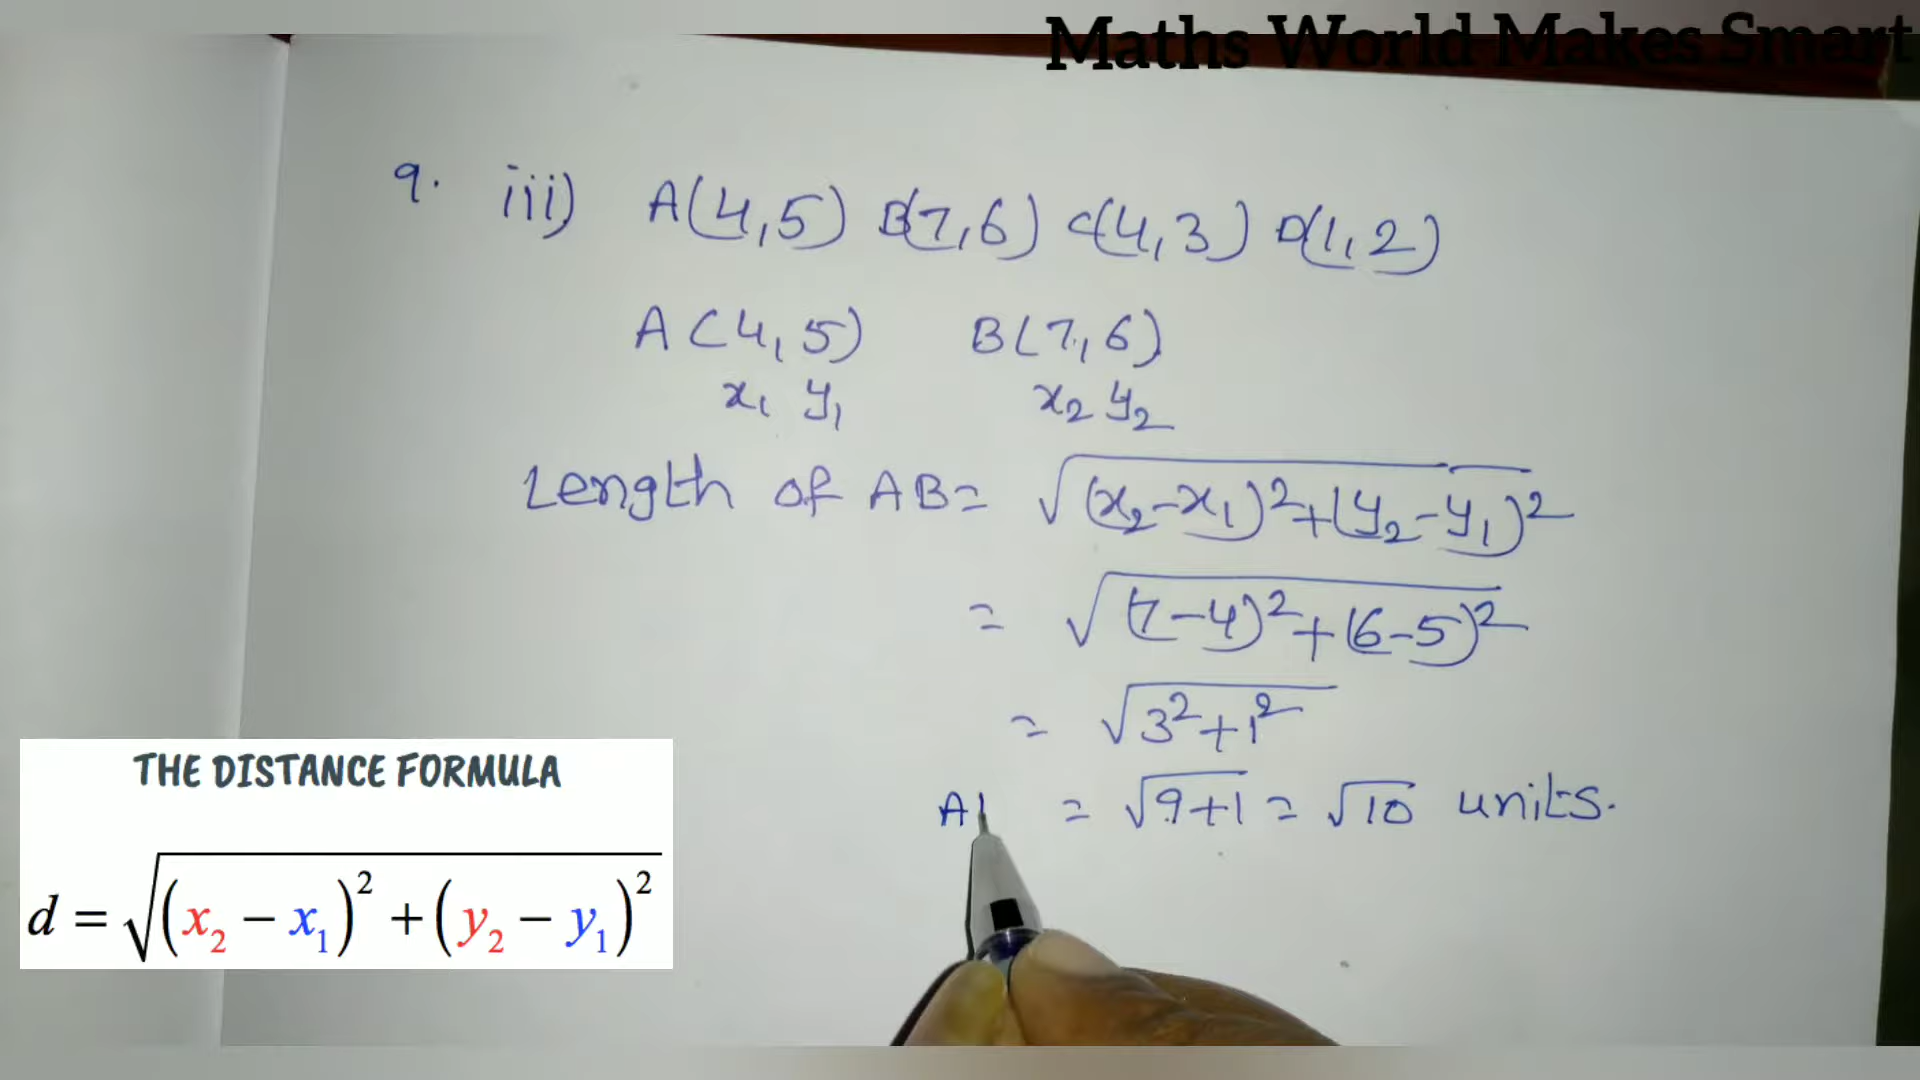 Maths World Makes Smart
9. iii) A(4,5) B(7,6) C(4,3) D(1,2)
A(4,5) B(7,6)
x₁ y₁ x₂ y₂
Length of AB = √(x₂-x₁)²+(y₂-y₁)²
= √(7-4)²+(6-5)²
= √3²+1²
A = √9+1 = √10 units.
THE DISTANCE FORMULA
d = √(x₂ − x₁)² + (y₂ − y₁)²